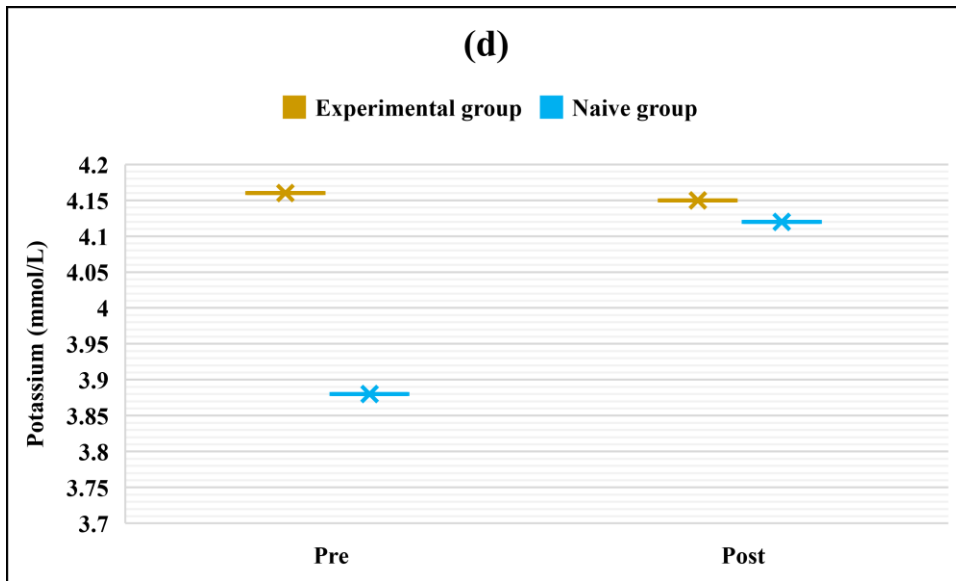 (d)
Experimental group Naive group
Potassium (mmol/L)
4.2
4.15
4.1
4.05
4
3.95
3.9
3.85
3.8
3.75
3.7
Pre Post